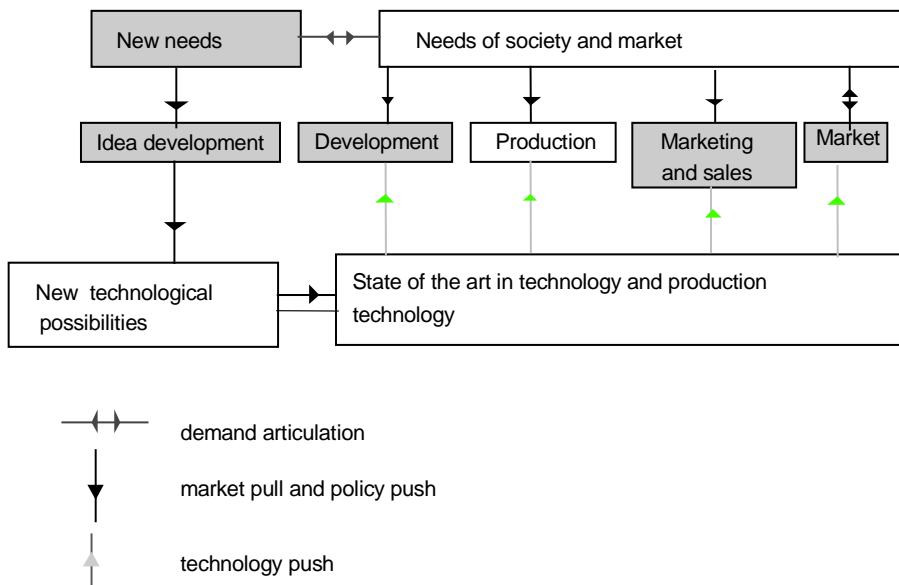 New needs
Needs of society and market
Idea development
Development
Production
Marketing
and sales
Market
New technological
possibilities
State of the art in technology and production
technology
demand articulation
market pull and policy push
technology push